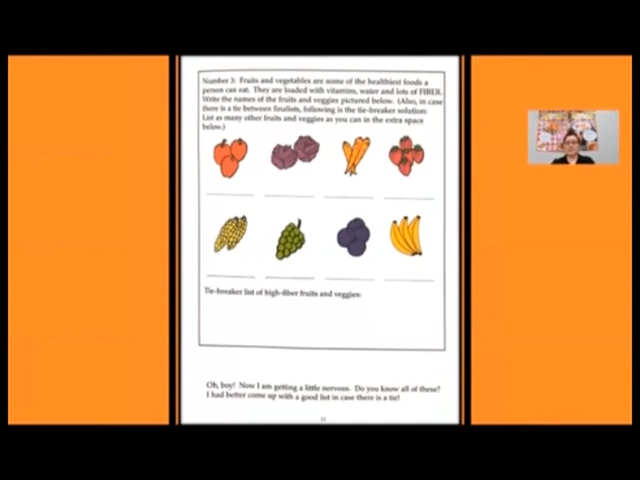 Number 3: Fruits and vegetables are some of the healthiest foods a
person can eat. They are loaded with vitamins, water and lots of FIBER.
Write the names of the fruits and veggies pictured below. (Also, in case
there is a tie between finalists, following is the tie-breaker solution:
List as many other fruits and veggies as you can in the extra space
below.)
Tie-breaker list of high-fiber fruits and veggies:
Oh, boy! Now I am getting a little nervous. Do you know all of these?
I had better come up with a good list in case there is a tie!